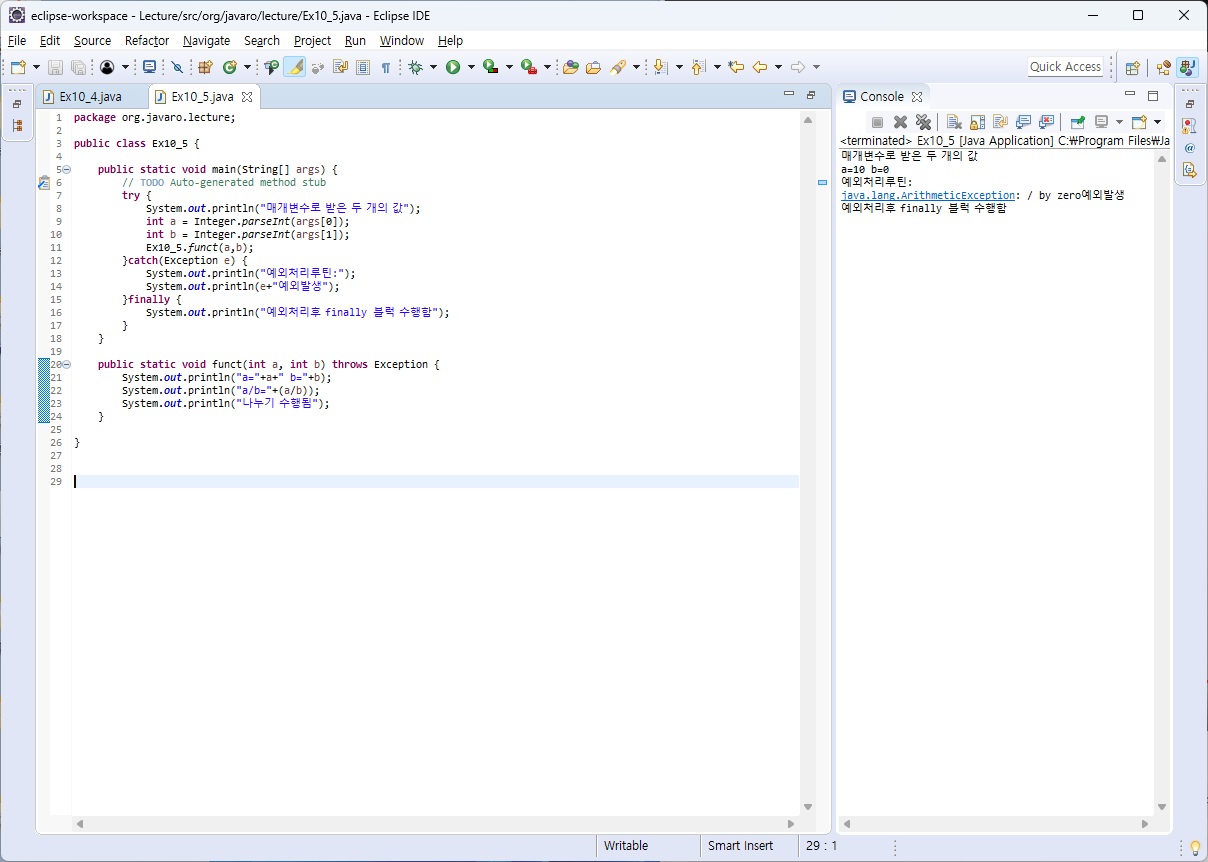 eclipse-workspace - Lecture/src/org/javaro/lecture/Ex10_5.java - Eclipse IDE
File Edit Source Refactor Navigate Search Project Run Window Help
Quick Access
Ex10_4.java Ex10_5.java
1 package org.javaro.lecture;
2
3 public class Ex10_5 {
4
5 public static void main(String[] args) {
6 // TODO Auto-generated method stub
7 try {
8 System.out.println("매개변수로 받은 두 개의 값");
9 int a = Integer.parseInt(args[0]);
10 int b = Integer.parseInt(args[1]);
11 Ex10_5.funct(a,b);
12 }catch(Exception e) {
13 System.out.println("예외처리루틴:");
14 System.out.println(e+"예외발생");
15 }finally {
16 System.out.println("예외처리후 finally 블럭 수행함");
17 }
18 }
19
20 public static void funct(int a, int b) throws Exception {
21 System.out.println("a="+a+" b="+b);
22 System.out.println("a/b="+(a/b));
23 System.out.println("나누기 수행됨");
24 }
25
26 }
27
28
29
Console
<terminated> Ex10_5 [Java Application] C:₩Program Files₩Ja
매개변수로 받은 두 개의 값
a=10 b=0
예외처리루틴:
java.lang.ArithmeticException: / by zero예외발생
예외처리후 finally 블럭 수행함
Writable Smart Insert 29 : 1